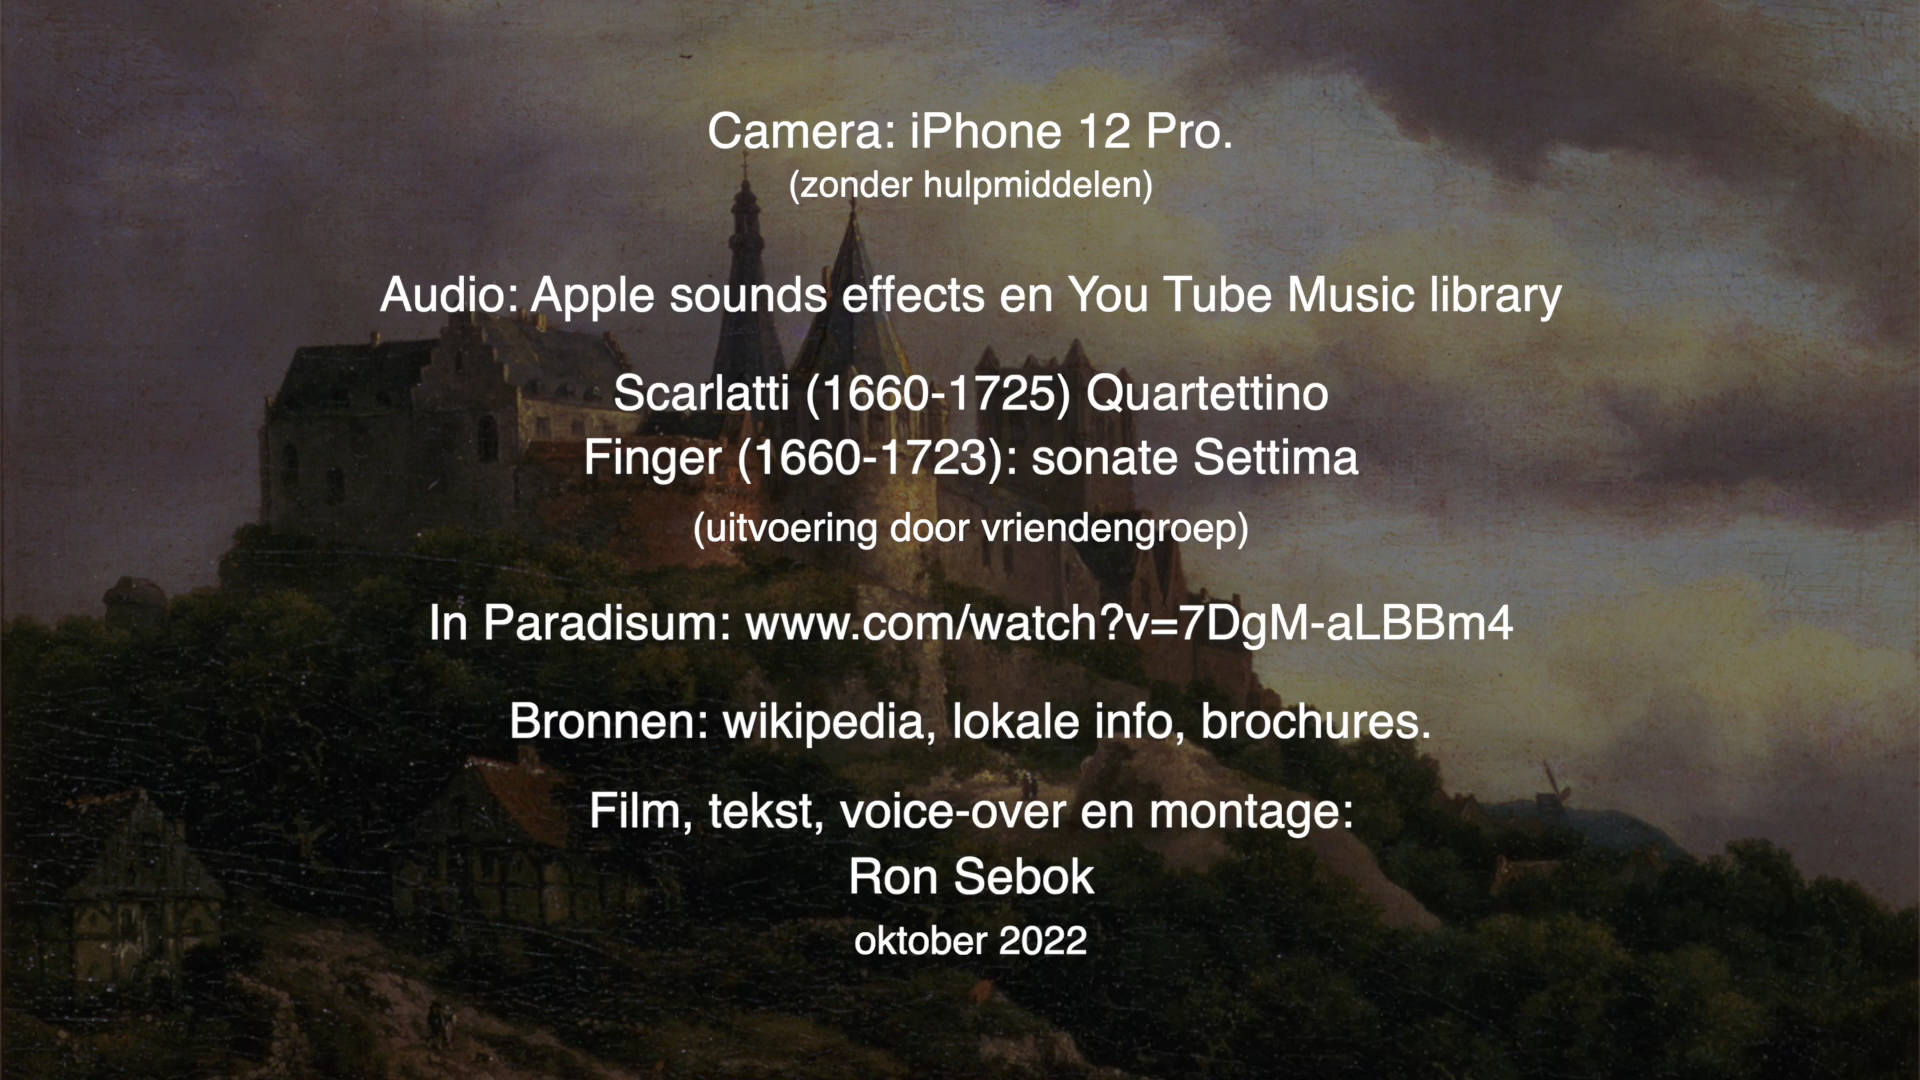 Camera: iPhone 12 Pro.
(zonder hulpmiddelen)
Audio: Apple sounds effects en You Tube Music library
Scarlatti (1660-1725) Quartettino
Finger (1660-1723): sonate Settima
(uitvoering door vriendengroep)
In Paradisum: www.com/watch?v=7DgM-aLBBm4
Bronnen: wikipedia, lokale info, brochures.
Film, tekst, voice-over en montage:
Ron Sebok
oktober 2022